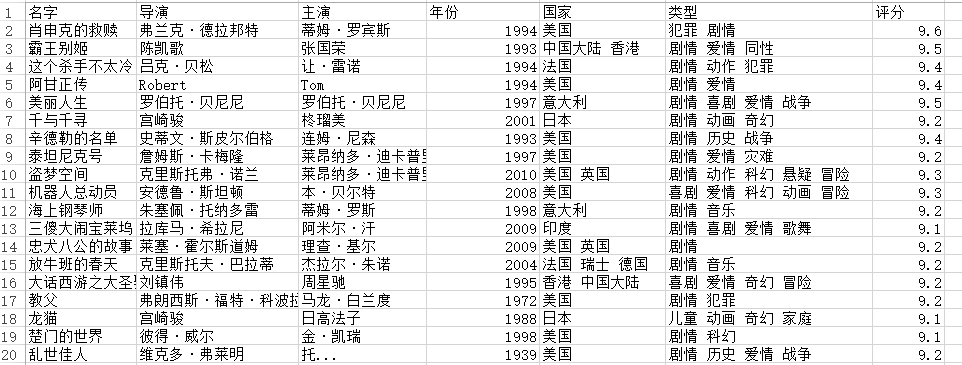 1 名字 导演 主演 年份 国家 类型 评分
2 肖申克的救赎 弗兰克·德拉邦特 蒂姆·罗宾斯 1994 美国 犯罪 剧情 9.6
3 霸王别姬 陈凯歌 张国荣 1993 中国大陆 香港 剧情 爱情 同性 9.5
4 这个杀手不太冷 吕克·贝松 让·雷诺 1994 法国 剧情 动作 犯罪 9.4
5 阿甘正传 Robert Tom 1994 美国 剧情 爱情 9.4
6 美丽人生 罗伯托·贝尼尼 罗伯托·贝尼尼 1997 意大利 剧情 喜剧 爱情 战争 9.5
7 千与千寻 宫崎骏 柊瑠美 2001 日本 剧情 动画 奇幻 9.2
8 辛德勒的名单 史蒂文·斯皮尔伯格 连姆·尼森 1993 美国 剧情 历史 战争 9.4
9 泰坦尼克号 詹姆斯·卡梅隆 莱昂纳多·迪卡普里 1997 美国 剧情 爱情 灾难 9.2
10 盗梦空间 克里斯托弗·诺兰 莱昂纳多·迪卡普里 2010 美国 英国 剧情 动作 科幻 悬疑 冒险 9.3
11 机器人总动员 安德鲁·斯坦顿 本·贝尔特 2008 美国 喜剧 爱情 科幻 动画 冒险 9.3
12 海上钢琴师 朱塞佩·托纳多雷 蒂姆·罗斯 1998 意大利 剧情 音乐 9.2
13 三傻大闹宝莱坞 拉库马·希拉尼 阿米尔·汗 2009 印度 剧情 喜剧 爱情 歌舞 9.1
14 忠犬八公的故事 莱塞·霍尔斯道姆 理查·基尔 2009 美国 英国 剧情 9.2
15 放牛班的春天 克里斯托夫·巴拉蒂 杰拉尔·朱诺 2004 法国 瑞士 德国 剧情 音乐 9.2
16 大话西游之大圣 刘镇伟 周星驰 1995 香港 中国大陆 喜剧 爱情 奇幻 冒险 9.2
17 教父 弗朗西斯·福特·科波拉 马龙·白兰度 1972 美国 剧情 犯罪 9.2
18 龙猫 宫崎骏 日高法子 1988 日本 儿童 动画 奇幻 家庭 9.1
19 楚门的世界 彼得·威尔 金·凯瑞 1998 美国 剧情 科幻 9.1
20 乱世佳人 维克多·弗莱明 托... 1939 美国 剧情 历史 爱情 战争 9.2